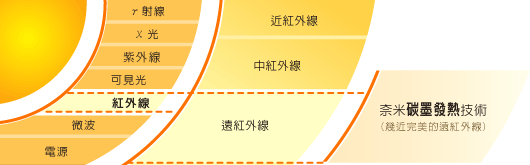 r 射線
X 光
紫外線
可見光
紅外線
微波
電源
近紅外線
中紅外線
遠紅外線
奈米碳墨發熱技術
(幾近完美的遠紅外線)